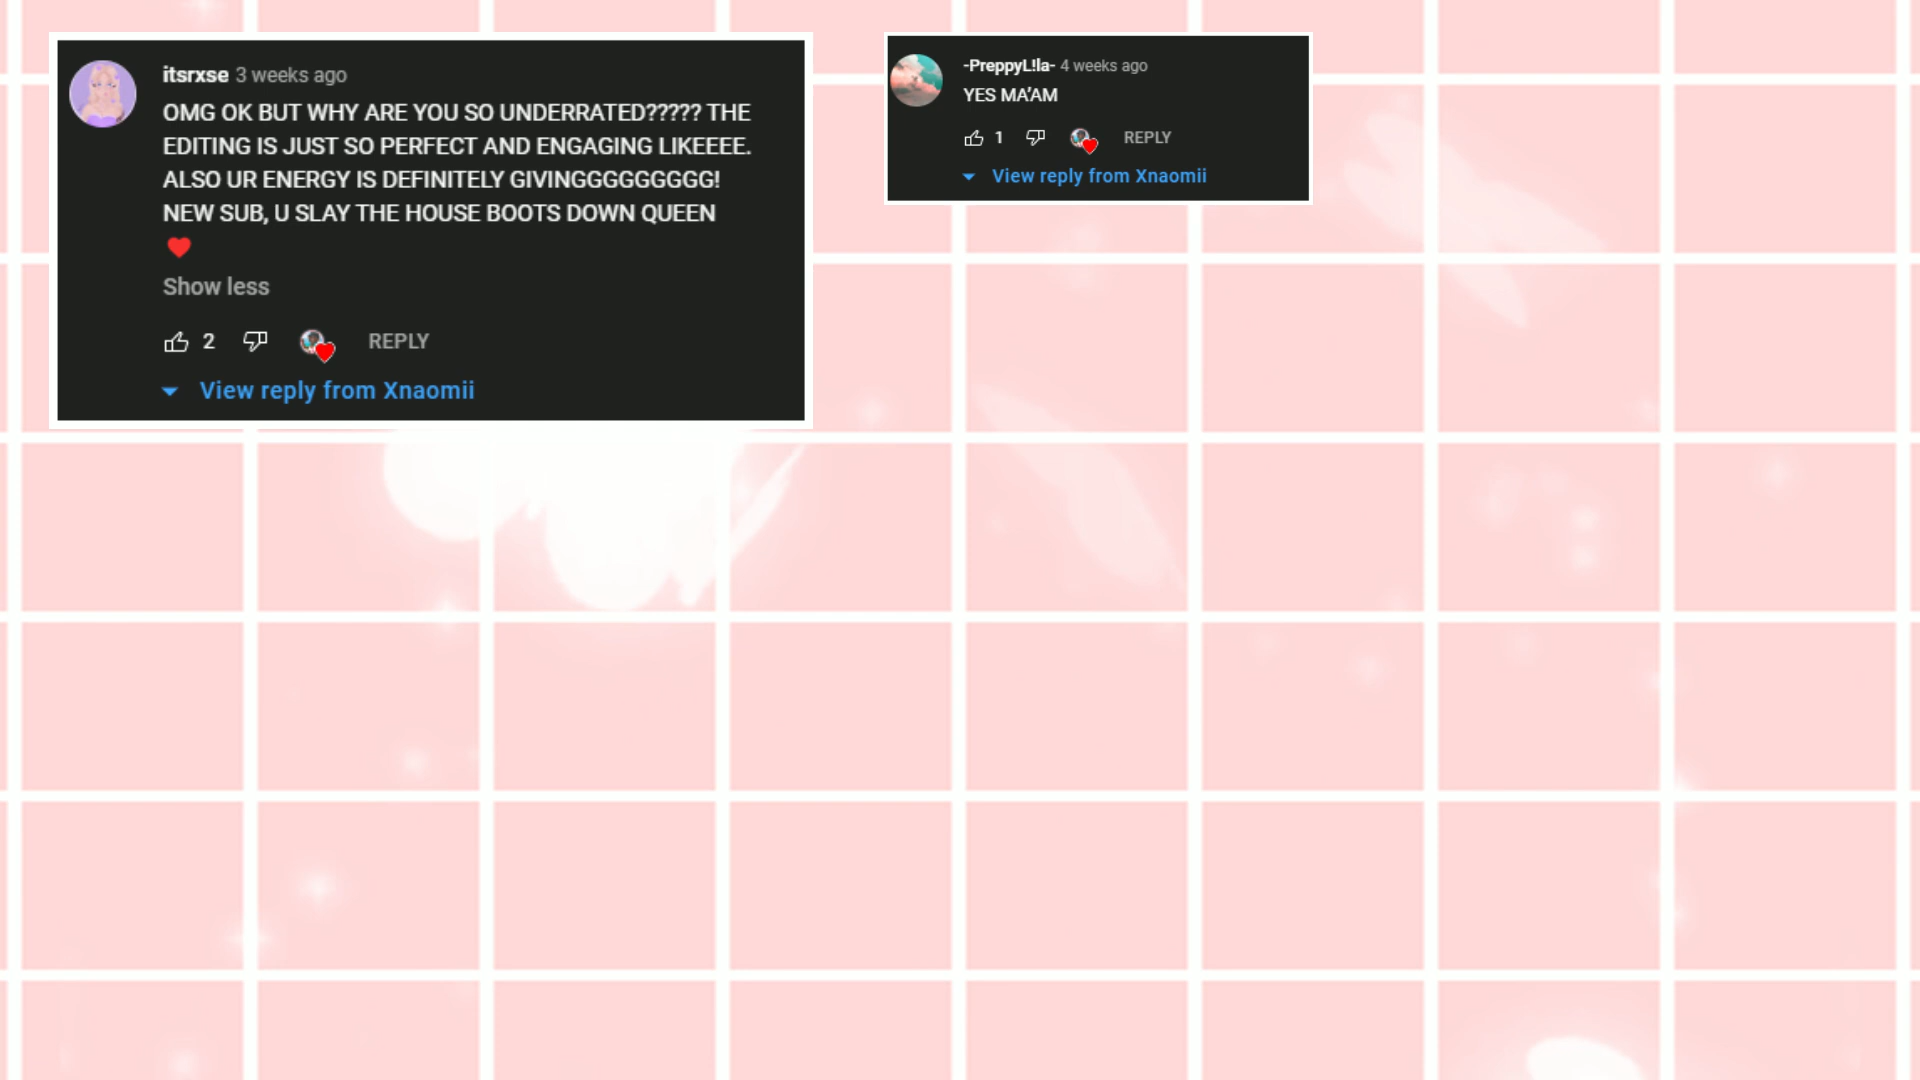 itsrxse 3 weeks ago
OMG OK BUT WHY ARE YOU SO UNDERRATED????? THE
EDITING IS JUST SO PERFECT AND ENGAGING LIKEEEE.
ALSO UR ENERGY IS DEFINITELY GIVINGGGGGGGGG!
NEW SUB, U SLAY THE HOUSE BOOTS DOWN QUEEN
❤️
Show less
2 REPLY
View reply from Xnaomii
-PreppyL!la- 4 weeks ago
YES MA’AM
1 REPLY
View reply from Xnaomii